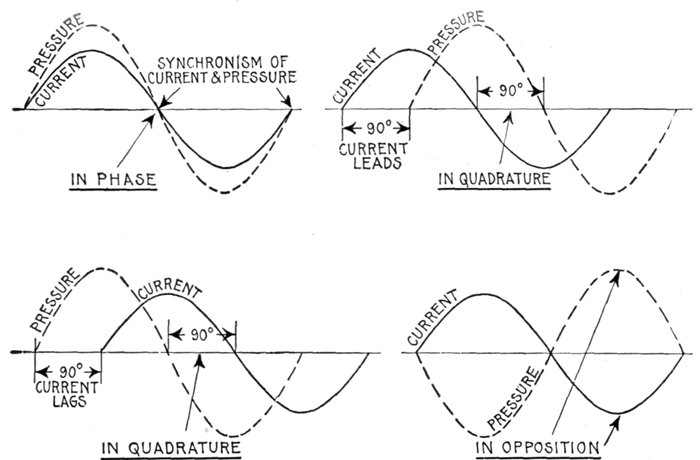 PRESSURE
CURRENT
SYNCHRONISM OF
CURRENT & PRESSURE
IN PHASE
CURRENT
PRESSURE
90°
90°
CURRENT
LEADS
IN QUADRATURE
PRESSURE
CURRENT
90°
90°
CURRENT
LAGS
IN QUADRATURE
CURRENT
PRESSURE
IN OPPOSITION